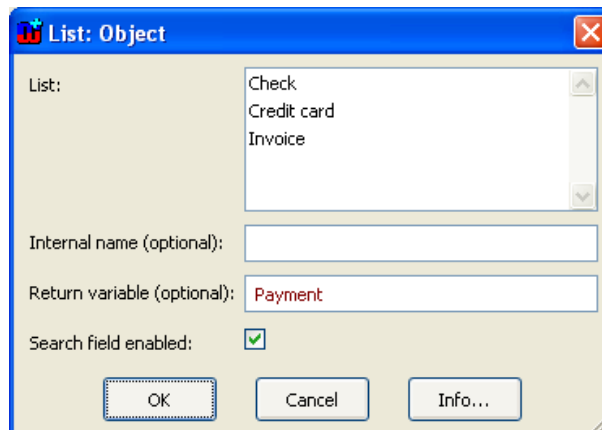 List: Object
List:
Check
Credit card
Invoice
Internal name (optional):
Return variable (optional): Payment
Search field enabled:
OK Cancel Info...